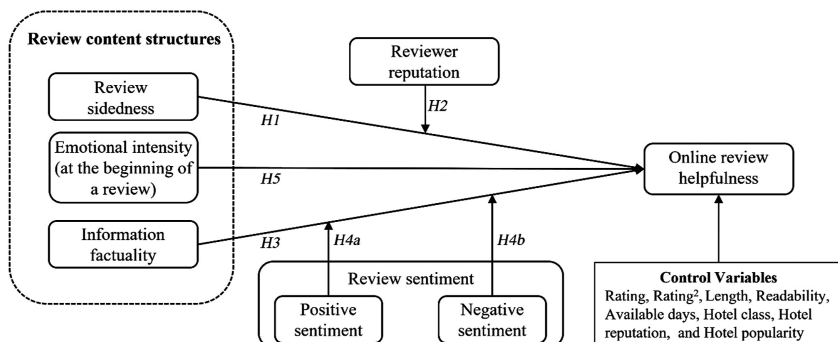 Review content structures
Review
sidedness
Emotional intensity
(at the beginning of
a review)
Information
factuality
H1
H5
H3
Reviewer
reputation
H2
H4a
H4b
Review sentiment
Positive
sentiment
Negative
sentiment
Online review
helpfulness
Control Variables
Rating, Rating², Length, Readability,
Available days, Hotel class, Hotel
reputation, and Hotel popularity